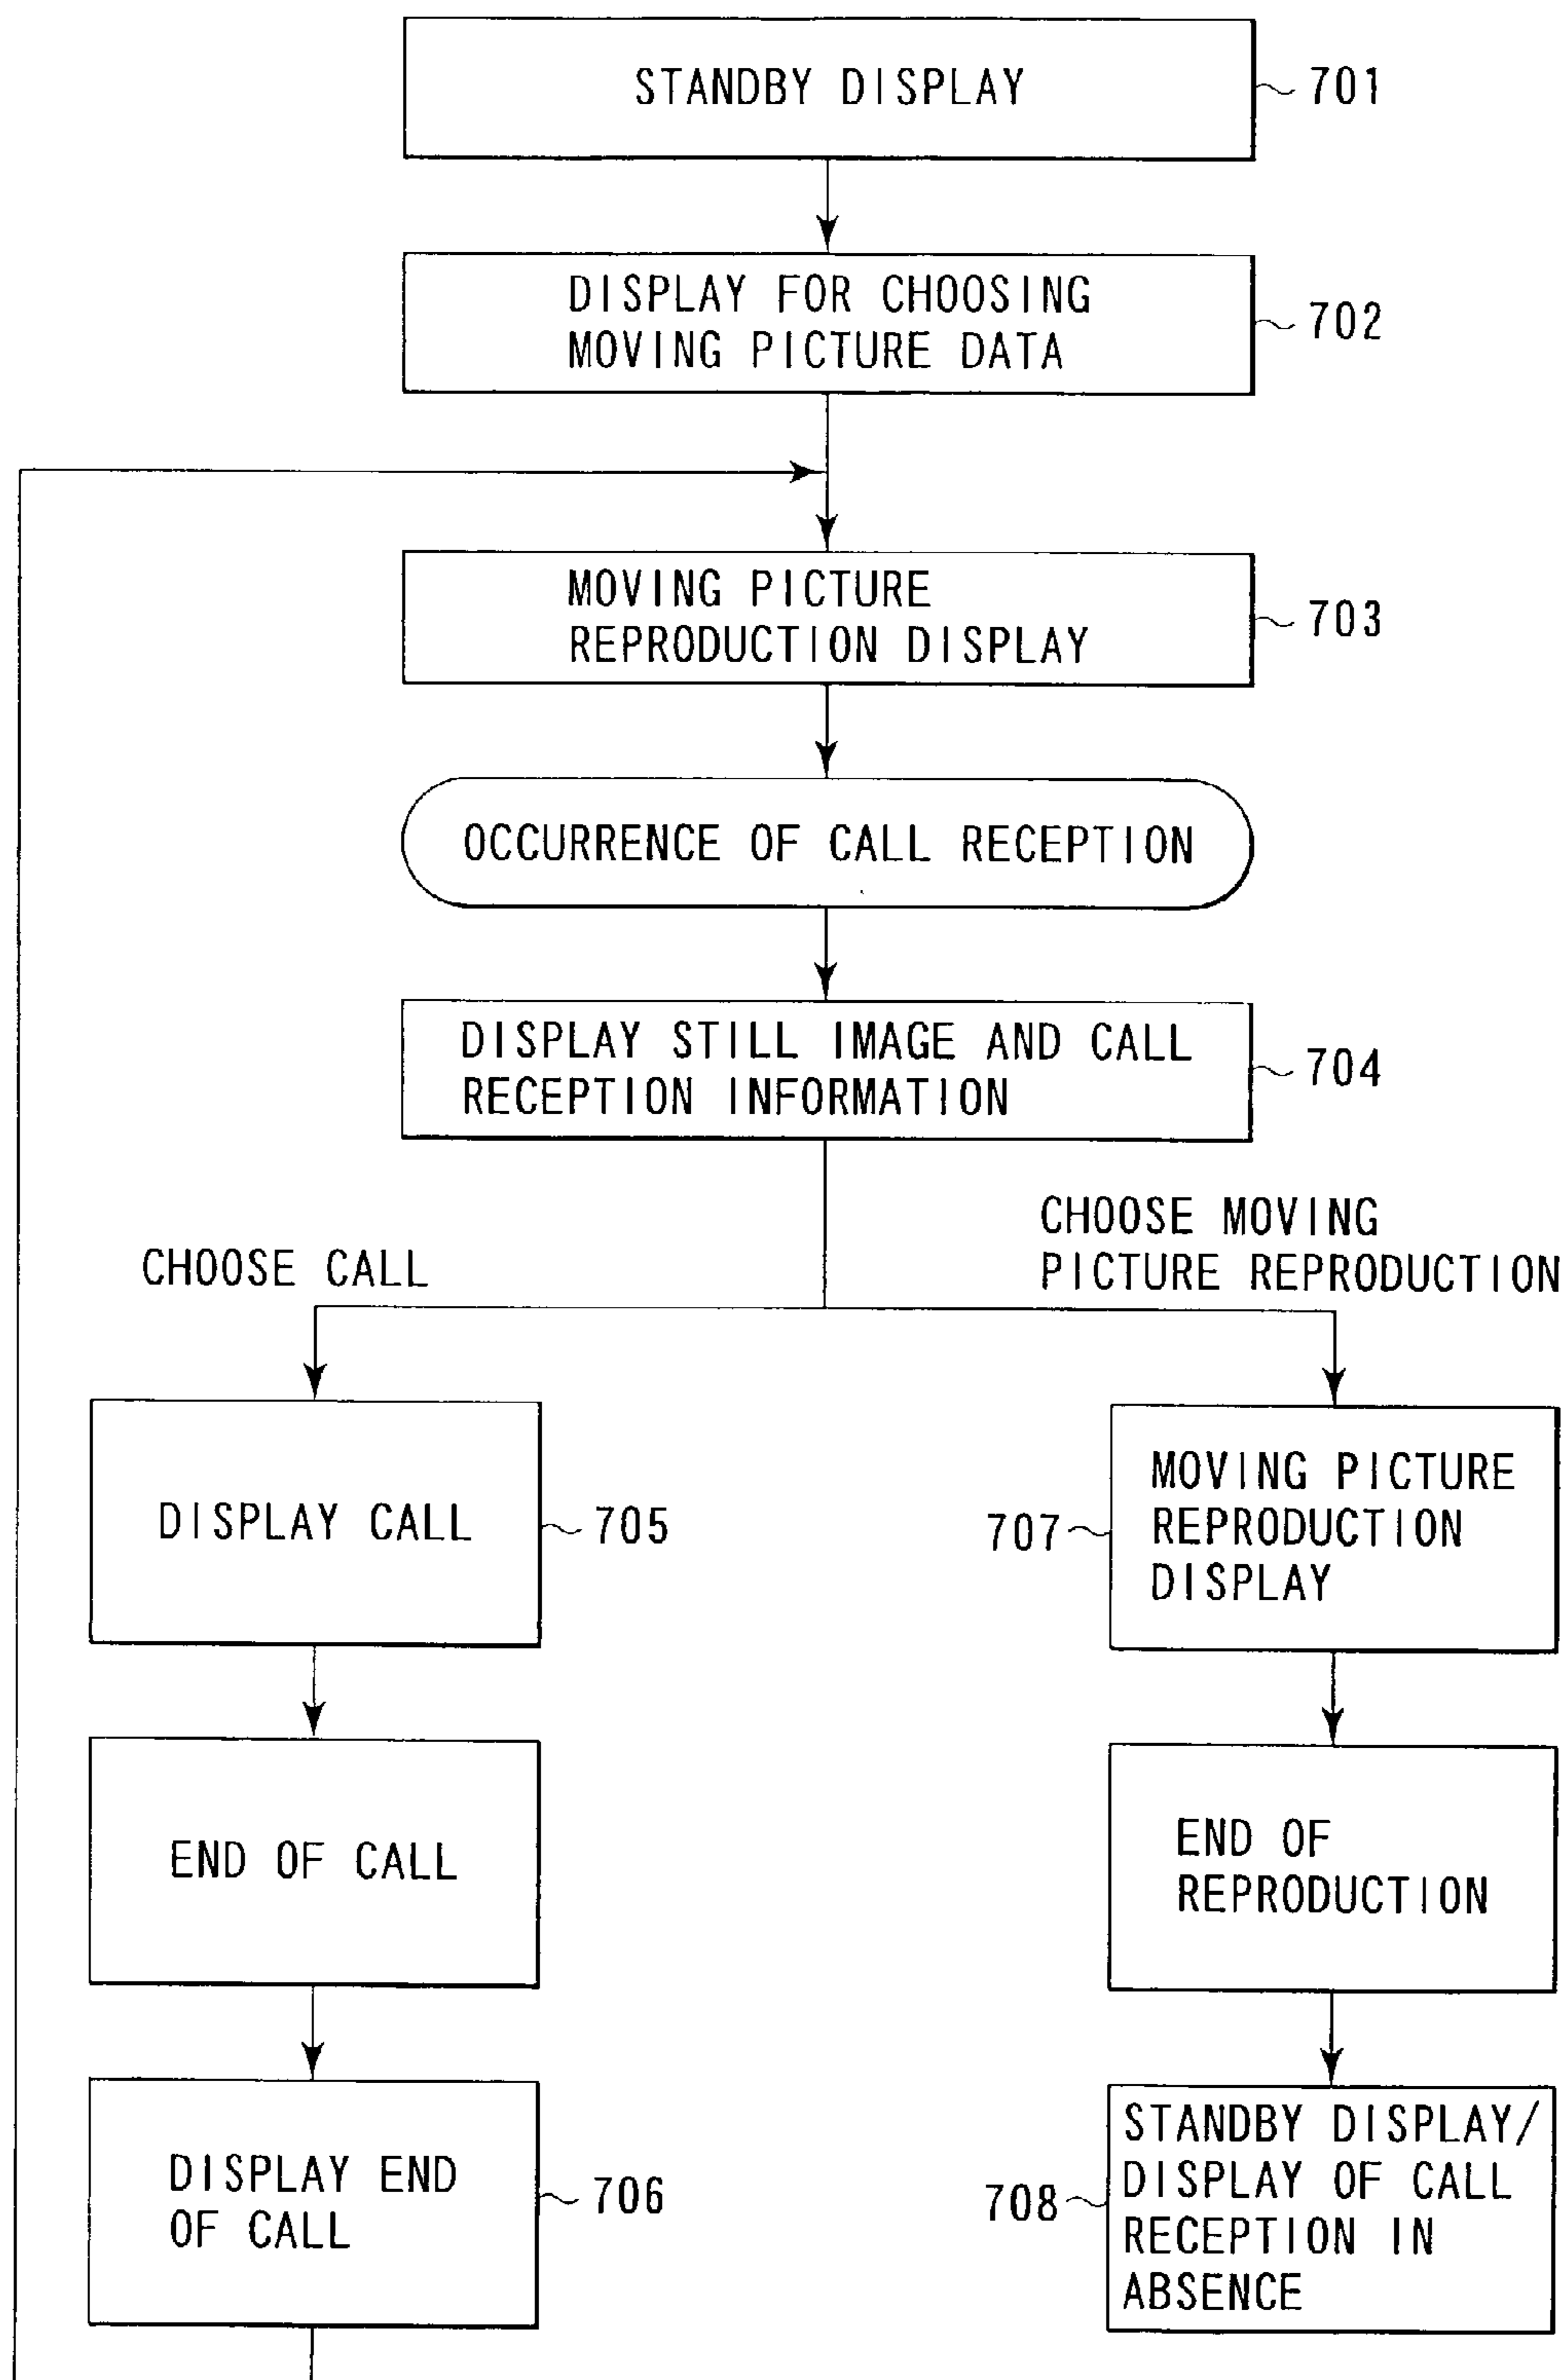 STANDBY DISPLAY
701
DISPLAY FOR CHOOSING
MOVING PICTURE DATA
702
MOVING PICTURE
REPRODUCTION DISPLAY
703
OCCURRENCE OF CALL RECEPTION
DISPLAY STILL IMAGE AND CALL
RECEPTION INFORMATION
704
CHOOSE CALL
CHOOSE MOVING
PICTURE REPRODUCTION
DISPLAY CALL
705
END OF CALL
DISPLAY END
OF CALL
706
MOVING PICTURE
REPRODUCTION
DISPLAY
707
END OF
REPRODUCTION
STANDBY DISPLAY/
DISPLAY OF CALL
RECEPTION IN
ABSENCE
708